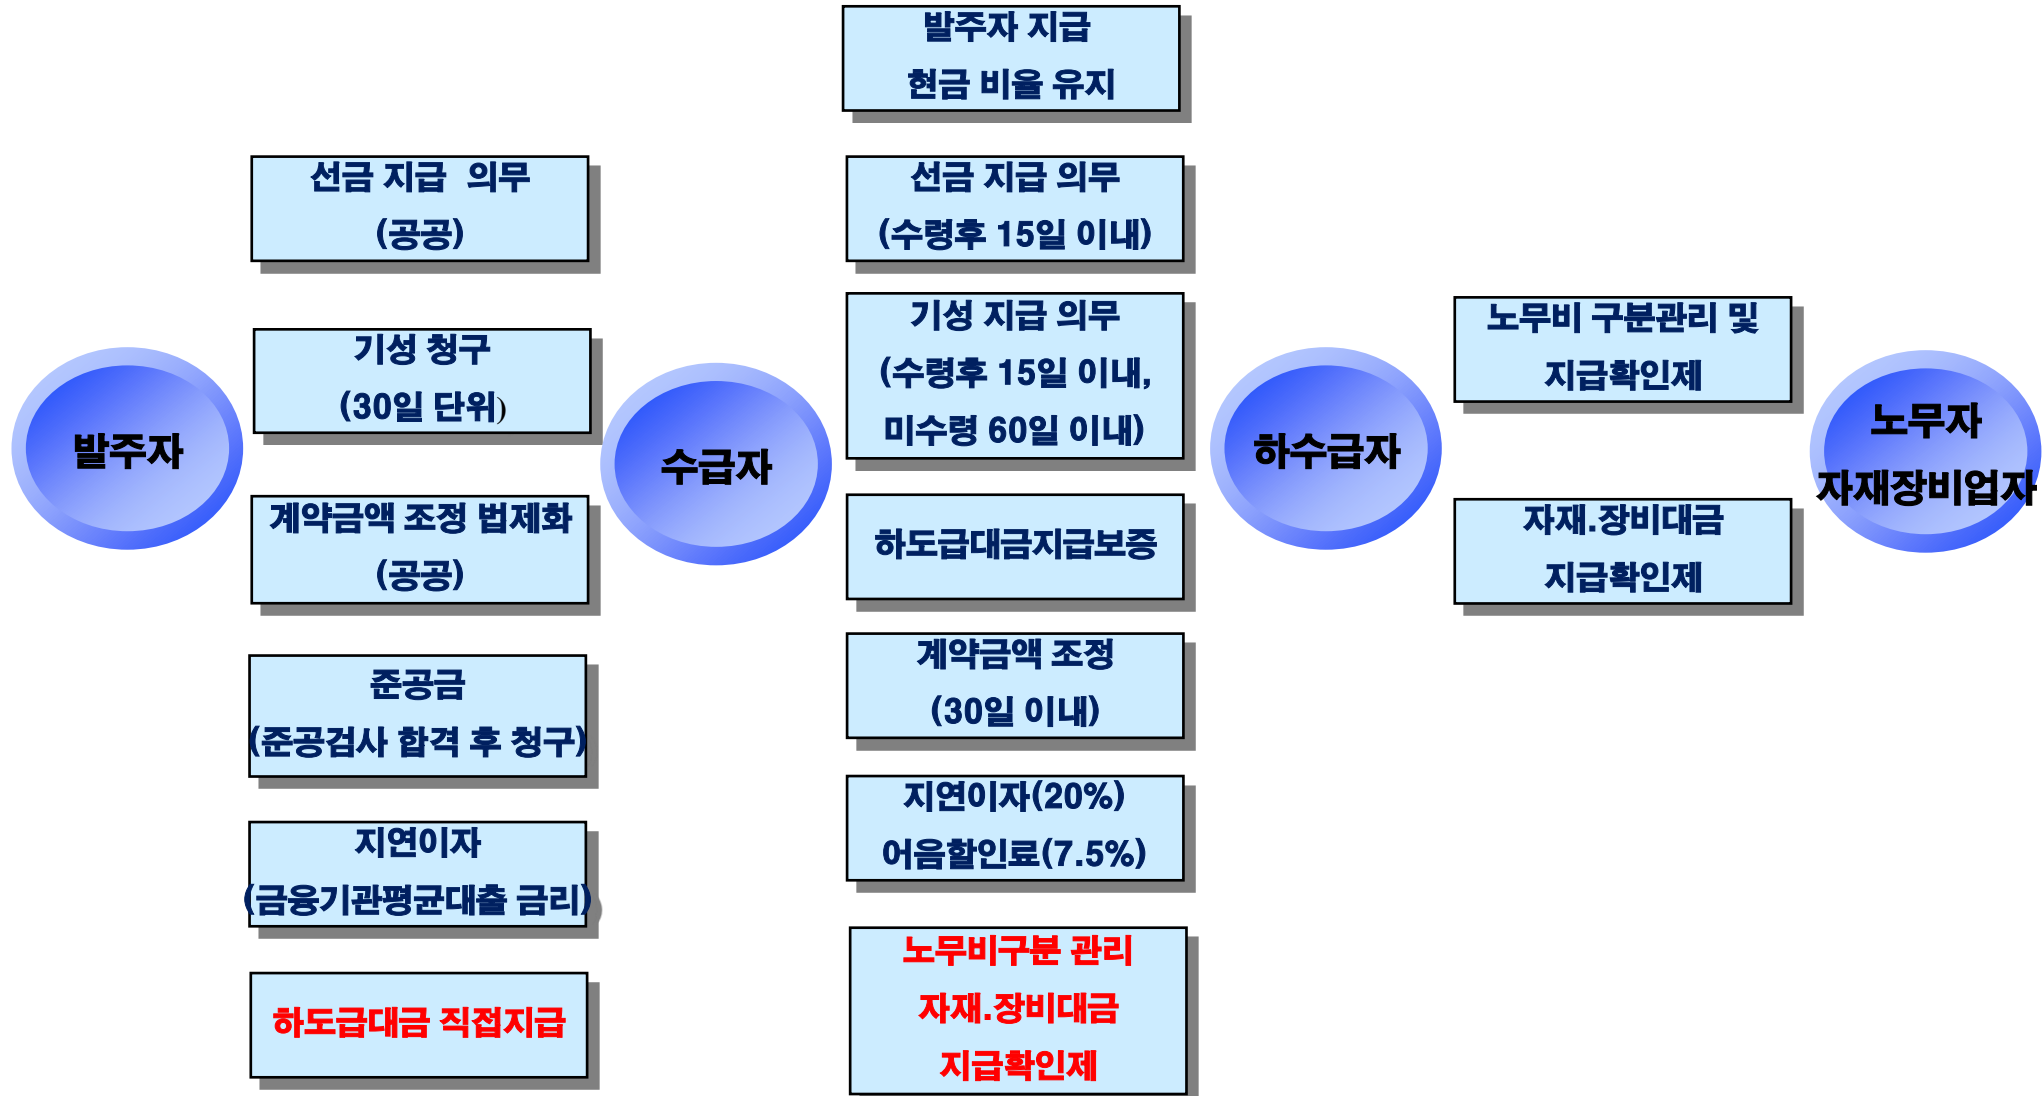 발주자
선금 지급 의무
(공공)
기성 청구
(30일 단위)
계약금액 조정 법제화
(공공)
준공금
(준공검사 합격 후 청구)
지연이자
(금융기관평균대출 금리)
하도급대금 직접지급
수급자
발주자 지급
현금 비율 유지
선금 지급 의무
(수령후 15일 이내)
기성 지급 의무
(수령후 15일 이내,
미수령 60일 이내)
하도급대금지급보증
계약금액 조정
(30일 이내)
지연이자(20%)
어음할인료(7.5%)
노무비구분 관리
자재.장비대금
지급확인제
하수급자
노무비 구분관리 및
지급확인제
자재.장비대금
지급확인제
노무자
자재장비업자